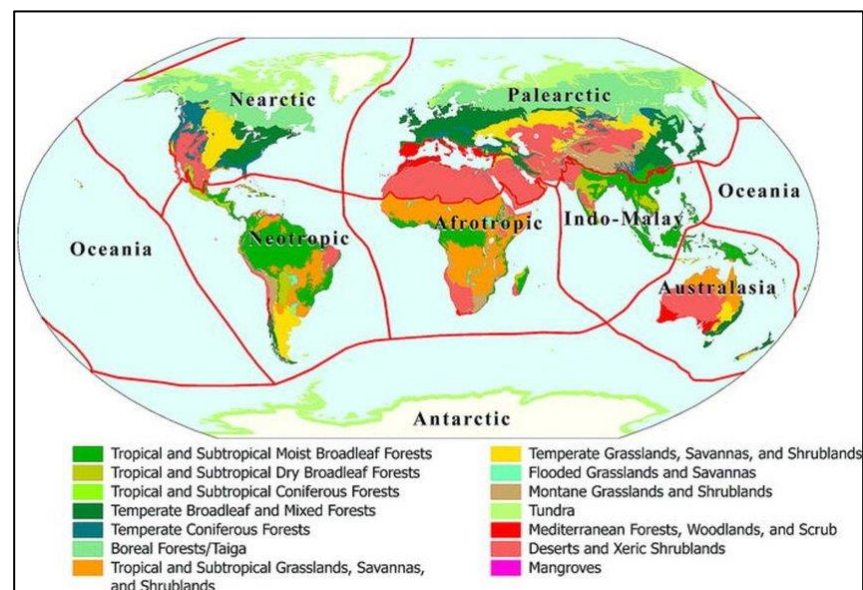 Nearctic
Palearctic
Oceania
Neotropic
Afrotropic
Indo-Malay
Oceania
Australasia
Antarctic
Tropical and Subtropical Moist Broadleaf Forests
Tropical and Subtropical Dry Broadleaf Forests
Tropical and Subtropical Coniferous Forests
Temperate Broadleaf and Mixed Forests
Temperate Coniferous Forests
Boreal Forests/Taiga
Tropical and Subtropical Grasslands, Savannas,
and Shrublands
Temperate Grasslands, Savannas, and Shrublands
Flooded Grasslands and Savannas
Montane Grasslands and Shrublands
Tundra
Mediterranean Forests, Woodlands, and Scrub
Deserts and Xeric Shrublands
Mangroves